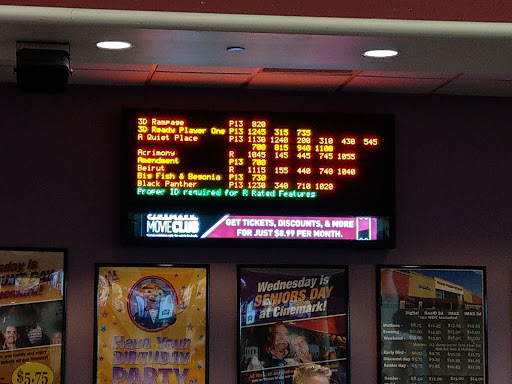 3D Rampage P13 820
3D Ready Player One P13 1245 315 735
A Quiet Place P13 1130 1240 200 310 430 545
700 815 940 1100
Acrimony R 1045 145 445 745 1055
Amendment P13 700
Beirut R 1115 155 440 740 1040
Big Fish & Begonia P13 730
Black Panther P13 1230 340 710 1020
Proper ID required for R Rated Features
CINEMARK
MOVIE CLUB
GET TICKETS, DISCOUNTS, & MORE
FOR JUST $8.99 PER MONTH.
$5.75
Have Your
BIRTHDAY
PARTY
Wednesday is
SENIORS DAY
at Cinemark!